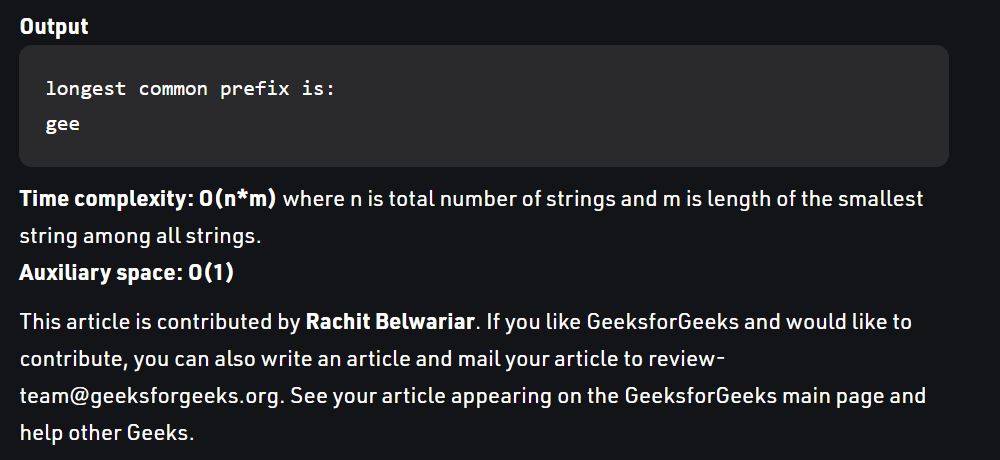 Output
longest common prefix is:
gee
Time complexity: O(n*m) where n is total number of strings and m is length of the smallest
string among all strings.
Auxiliary space: O(1)
This article is contributed by Rachit Belwariar. If you like GeeksforGeeks and would like to
contribute, you can also write an article and mail your article to review-
team@geeksforgeeks.org. See your article appearing on the GeeksforGeeks main page and
help other Geeks.